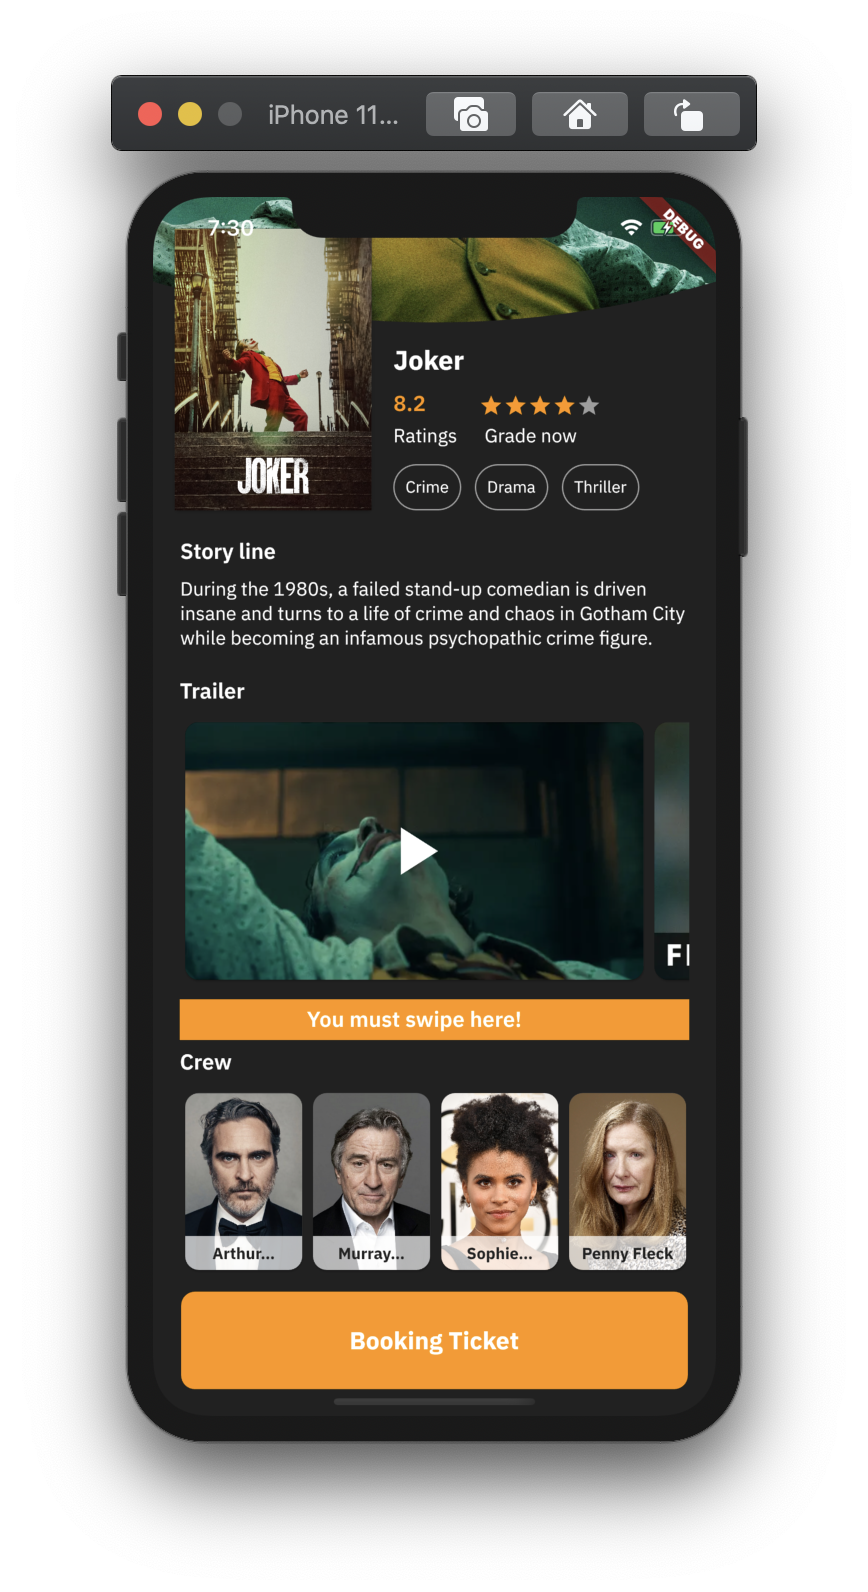 iPhone 11...
7:30
DEBUG
JOKER
Joker
8.2
Ratings Grade now
Crime Drama Thriller
Story line
During the 1980s, a failed stand-up comedian is driven
insane and turns to a life of crime and chaos in Gotham City
while becoming an infamous psychopathic crime figure.
Trailer
You must swipe here!
Crew
Arthur... Murray... Sophie... Penny Fleck
Booking Ticket